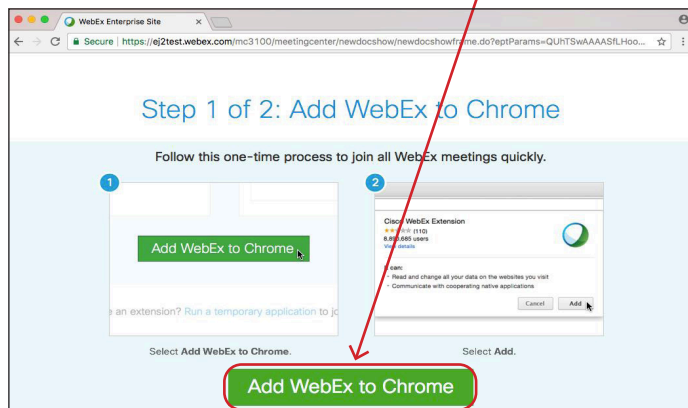 WebEx Enterprise Site
Secure https://ej2test.webex.com/mc3100/meetingcenter/newdocshow/newdocshowframe.do?eptParams=QUhTSwAAAASfLHoo...
Step 1 of 2: Add WebEx to Chrome
Follow this one-time process to join all WebEx meetings quickly.
1
Add WebEx to Chrome
an extension? Run a temporary application to
Select Add WebEx to Chrome.
2
Cisco WebEx Extension
(110)
users
View details
can:
- Read and change all your data on the websites you visit
- Communicate with cooperating native applications
Cancel Add
Select Add.
Add WebEx to Chrome